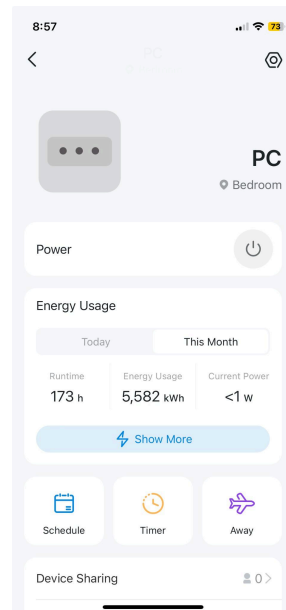 8:57
73
PC
Bedroom
Power
Energy Usage
Today
This Month
Runtime
Energy Usage
Current Power
173 h
5,582 kWh
<1 w
Show More
Schedule
Timer
Away
Device Sharing
0